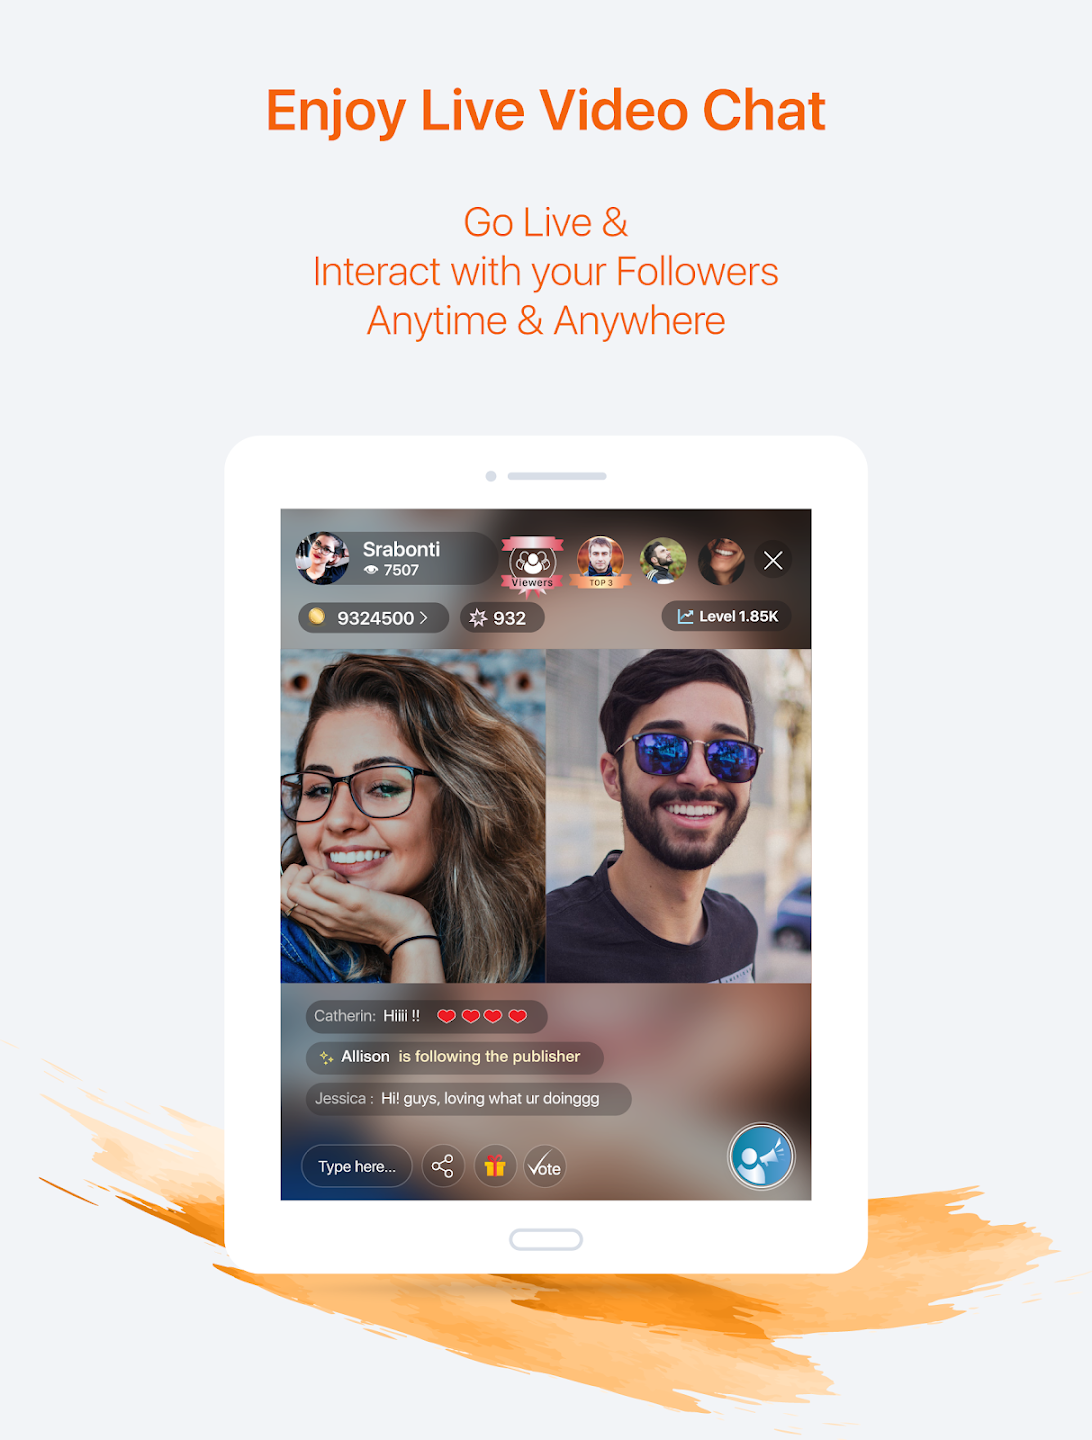 Enjoy Live Video Chat
Go Live &
Interact with your Followers
Anytime & Anywhere
Srabonti
7507
Viewers
TOP 3
9324500
932
Level 1.85K
Catherin: Hiiii !!
Allison is following the publisher
Jessica : Hi! guys, loving what ur doinggg
Type here...
Vote